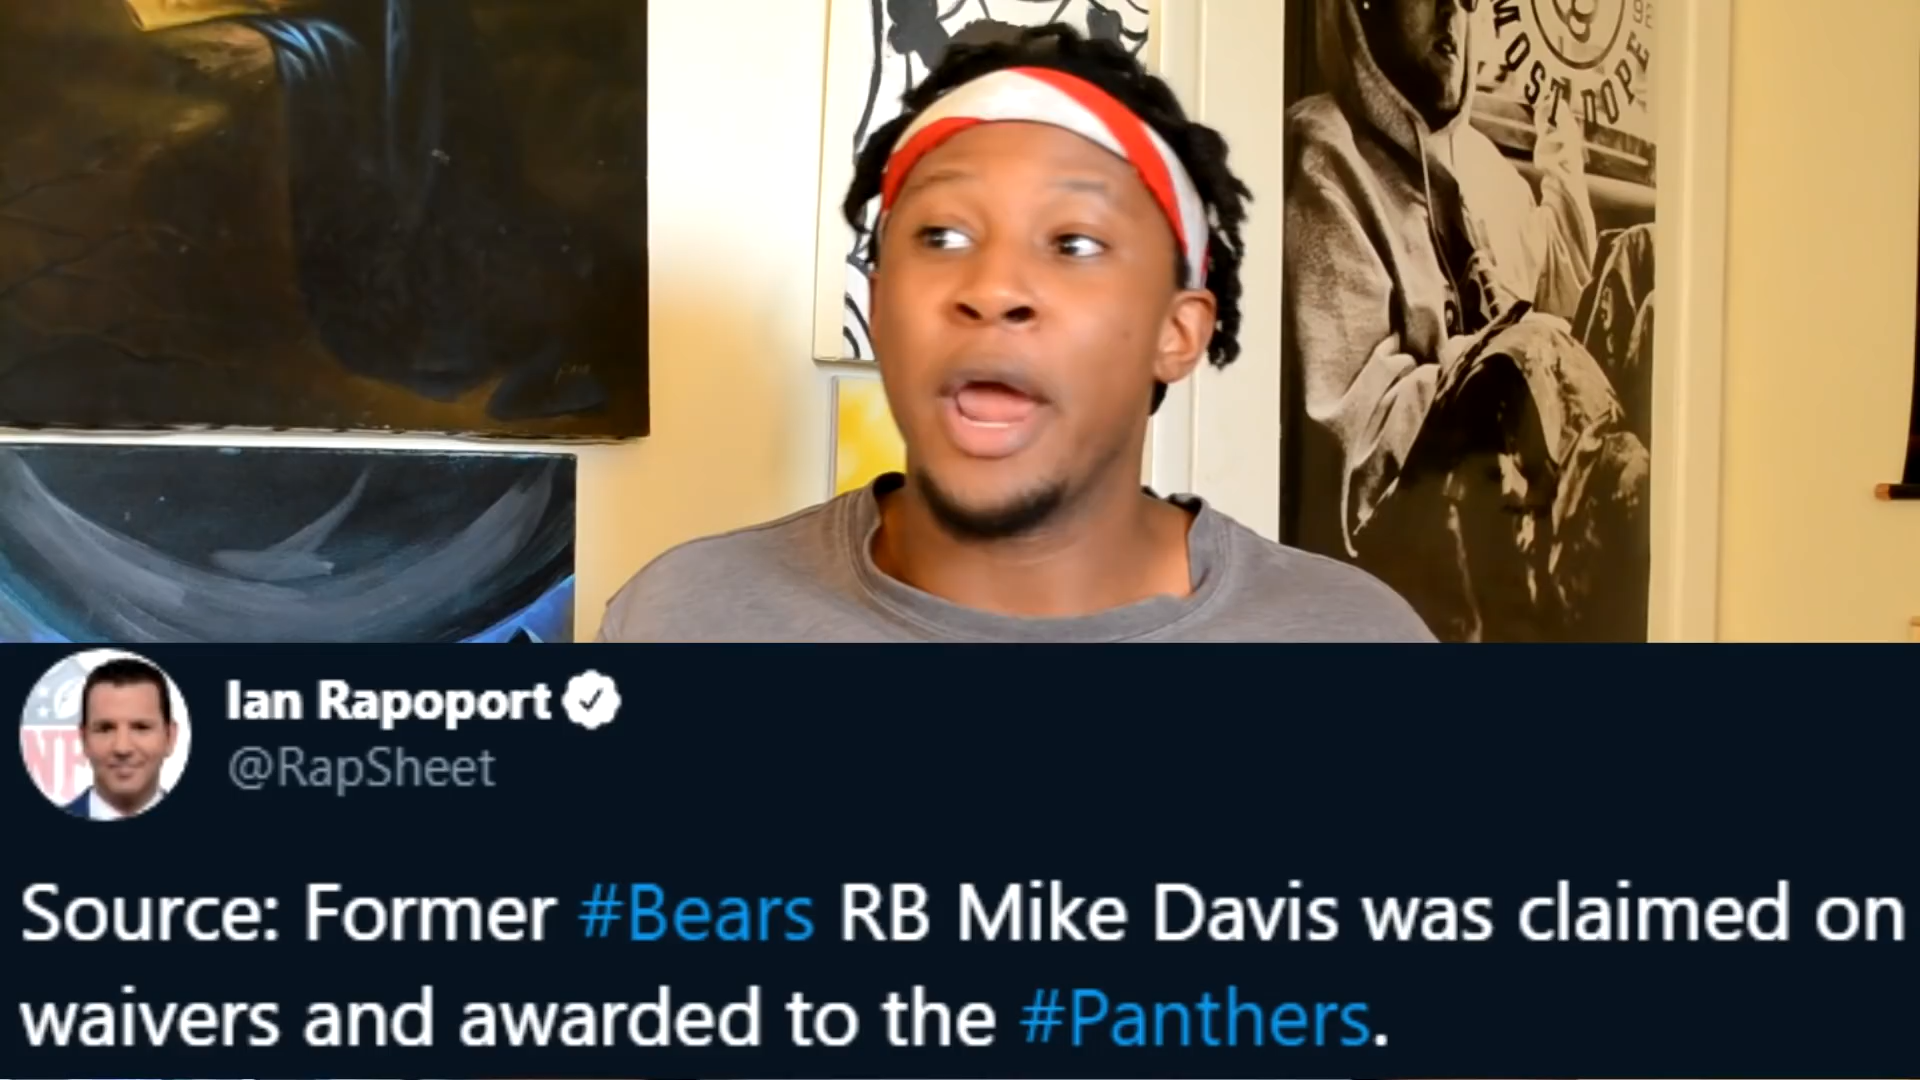 MOST DOPE
Ian Rapoport
@RapSheet
Source: Former #Bears RB Mike Davis was claimed on
waivers and awarded to the #Panthers.